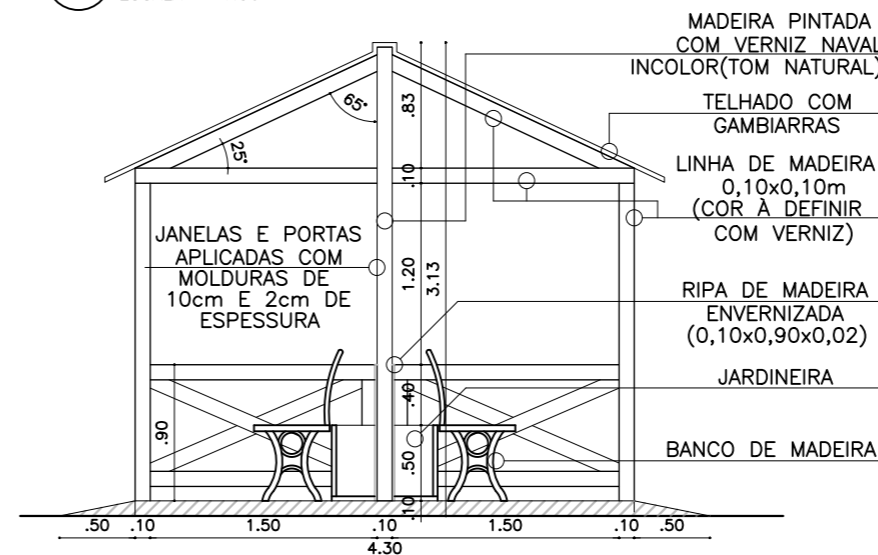 MADEIRA PINTADA
COM VERNIZ NAVAL
INCOLOR(TOM NATURAL)
TELHADO COM
GAMBIARRAS
LINHA DE MADEIRA
0,10x0,10m
(COR À DEFINIR
COM VERNIZ)
JANELAS E PORTAS
APLICADAS COM
MOLDURAS DE
10cm E 2cm DE
ESPESSURA
RIPA DE MADEIRA
ENVERNIZADA
(0,10x0,90x0,02)
JARDINEIRA
BANCO DE MADEIRA
65°
25°
.83
.10
1.20
3.13
.40
.90
.50
.10
.50
.10
1.50
.10
1.50
.10
.50
4.30